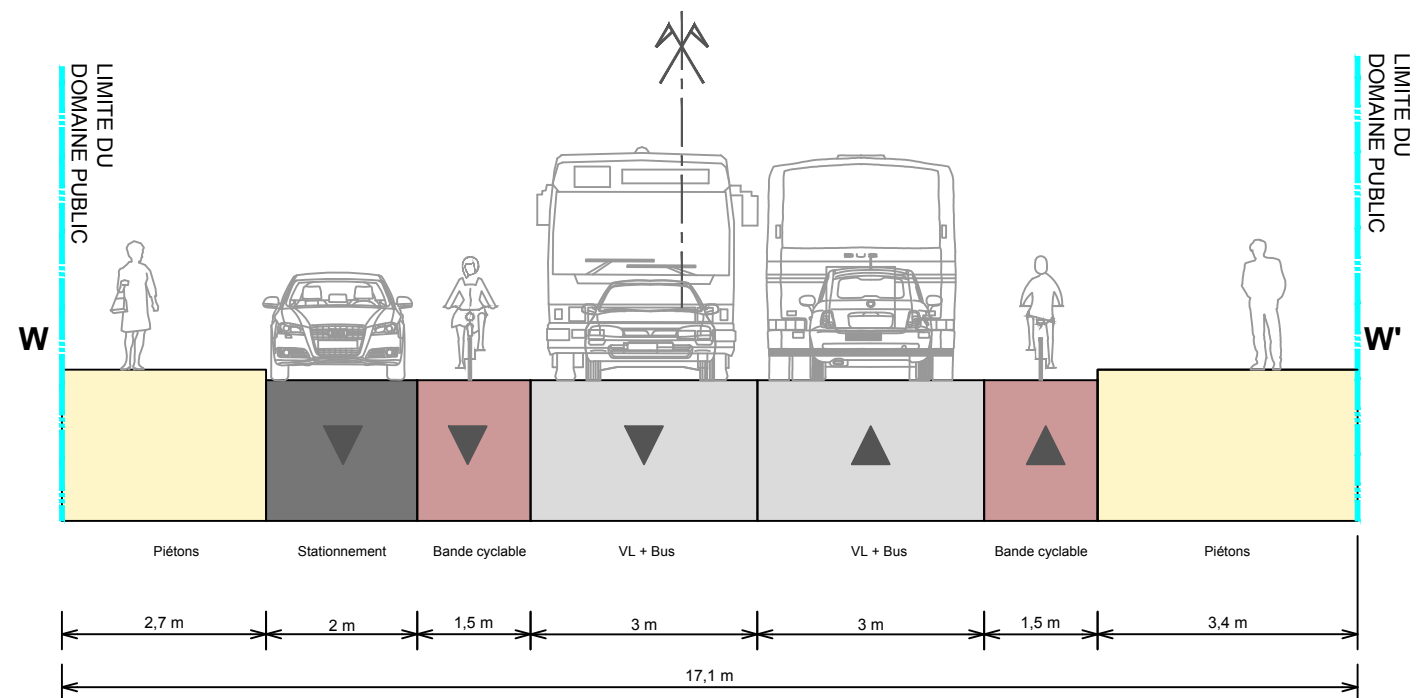 LIMITE DU
DOMAINE PUBLIC
LIMITE DU
DOMAINE PUBLIC
BUS
W
W'
Piétons
Stationnement
Bande cyclable
VL + Bus
VL + Bus
Bande cyclable
Piétons
2,7 m
2 m
1,5 m
3 m
3 m
1,5 m
3,4 m
17,1 m